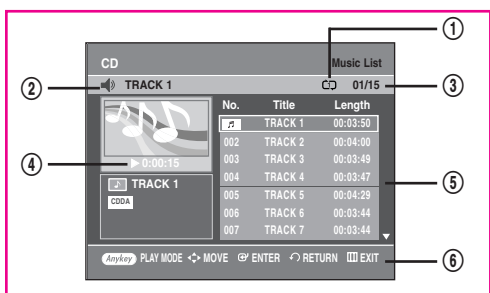 ①
CD Music List
② TRACK 1 01/15 ③
No. Title Length
TRACK 1 00:03:50
002 TRACK 2 00:04:00
003 TRACK 3 00:03:49
④ 0:00:15
004 TRACK 4 00:03:47
TRACK 1
⑤
CDDA
005 TRACK 5 00:04:29
006 TRACK 6 00:03:44
007 TRACK 7 00:03:44
Anykey PLAY MODE MOVE ENTER RETURN EXIT ⑥